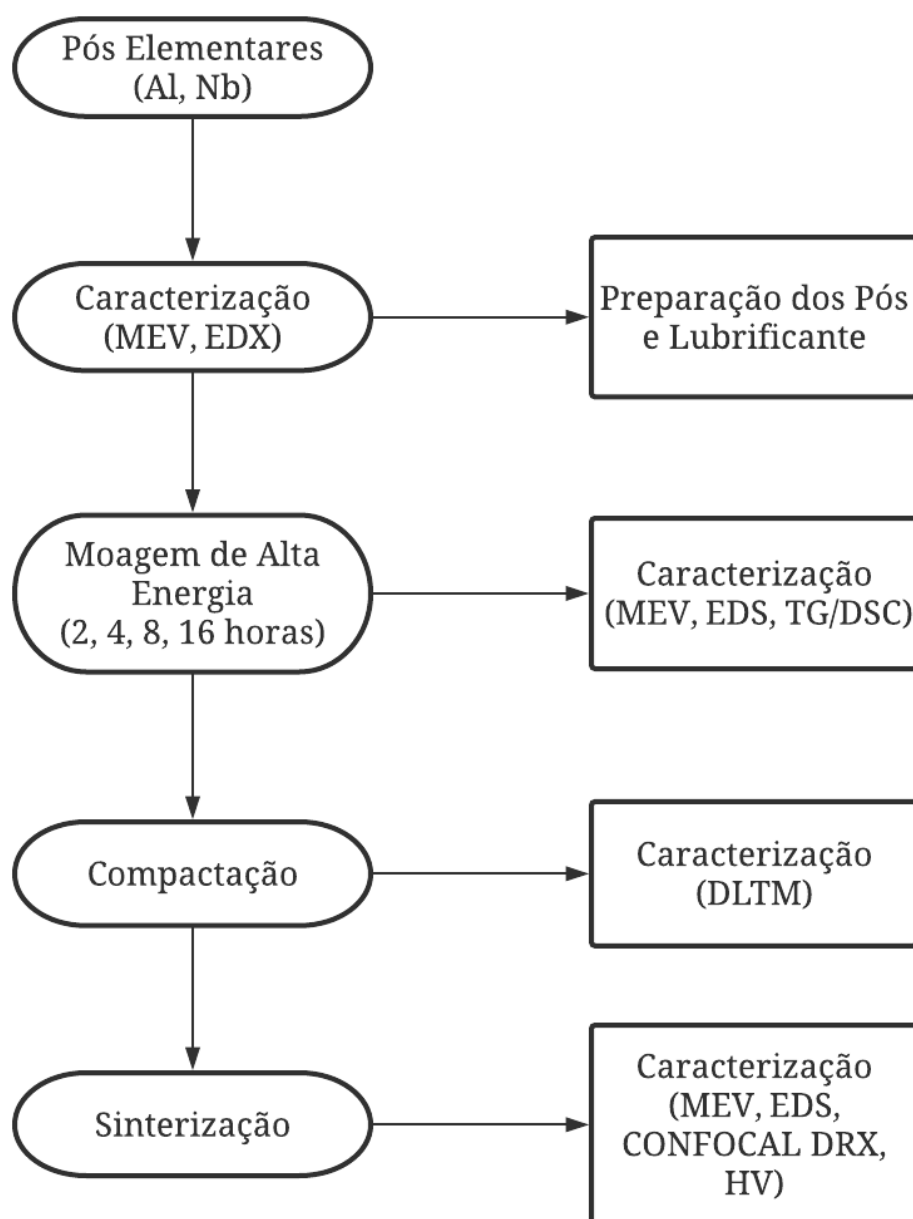 Pós Elementares
(Al, Nb)
Caracterização
(MEV, EDX)
Preparação dos Pós
e Lubrificante
Moagem de Alta
Energia
(2, 4, 8, 16 horas)
Caracterização
(MEV, EDS, TG/DSC)
Compactação
Caracterização
(DLTM)
Sinterização
Caracterização
(MEV, EDS,
CONFOCAL DRX,
HV)